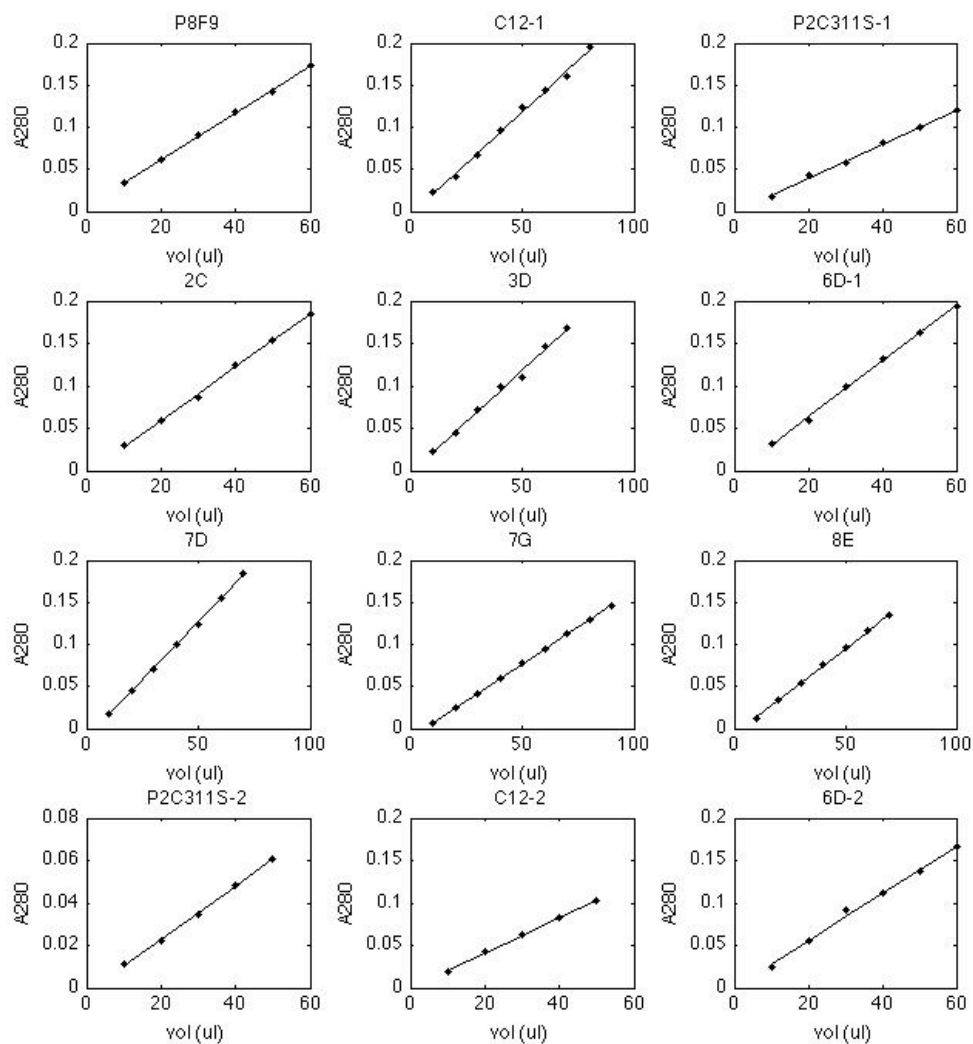 P8F9 C12-1 P2C311S-1
0.2 0.2 0.2
0.15 0.15 0.15
A280 0.1 A280 0.1 A280 0.1
0.05 0.05 0.05
0 0 0
0 20 40 60 0 50 100 0 20 40 60
vol (ul) vol (ul) vol (ul)
2C 3D 6D-1
0.2 0.2 0.2
0.15 0.15 0.15
A280 0.1 A280 0.1 A280 0.1
0.05 0.05 0.05
0 0 0
0 20 40 60 0 50 100 0 20 40 60
vol (ul) vol (ul) vol (ul)
7D 7G 8E
0.2 0.2 0.2
0.15 0.15 0.15
A280 0.1 A280 0.1 A280 0.1
0.05 0.05 0.05
0 0 0
0 50 100 0 50 100 0 50 100
vol (ul) vol (ul) vol (ul)
P2C311S-2 C12-2 6D-2
0.08 0.2 0.2
0.06 0.15 0.15
A280 0.04 A280 0.1 A280 0.1
0.02 0.05 0.05
0 0 0
0 20 40 60 0 20 40 60 0 20 40 60
vol (ul) vol (ul) vol (ul)